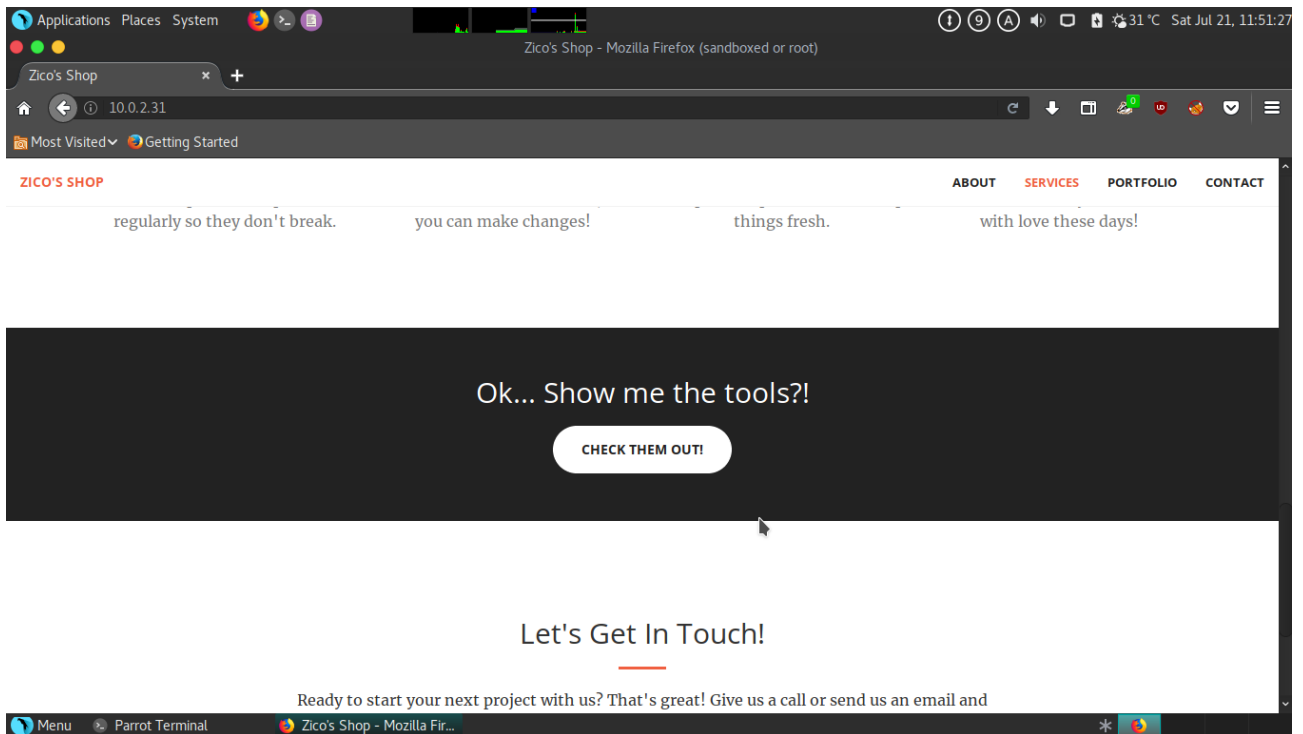 Applications Places System
9 A 31 °C Sat Jul 21, 11:51:27
Zico's Shop - Mozilla Firefox (sandboxed or root)
Zico's Shop × +
10.0.2.31
0
Most Visited Getting Started
ZICO'S SHOP ABOUT SERVICES PORTFOLIO CONTACT
regularly so they don't break. you can make changes! things fresh. with love these days!
Ok... Show me the tools?!
CHECK THEM OUT!
Let's Get In Touch!
Ready to start your next project with us? That's great! Give us a call or send us an email and
Menu Parrot Terminal Zico's Shop - Mozilla Fir...